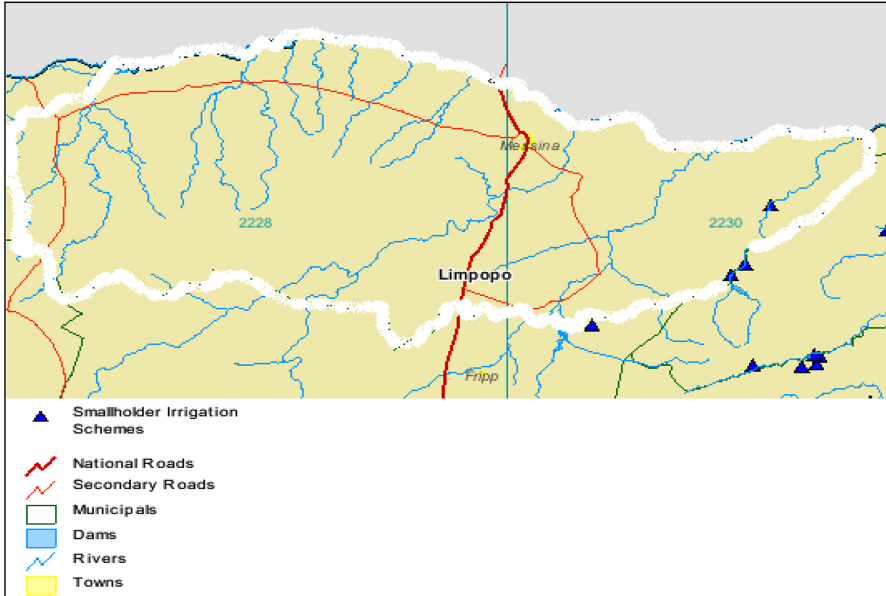 Messina
2228
2230
Limpopo
Fripp
Smallholder Irrigation
Schemes
National Roads
Secondary Roads
Municipals
Dams
Rivers
Towns